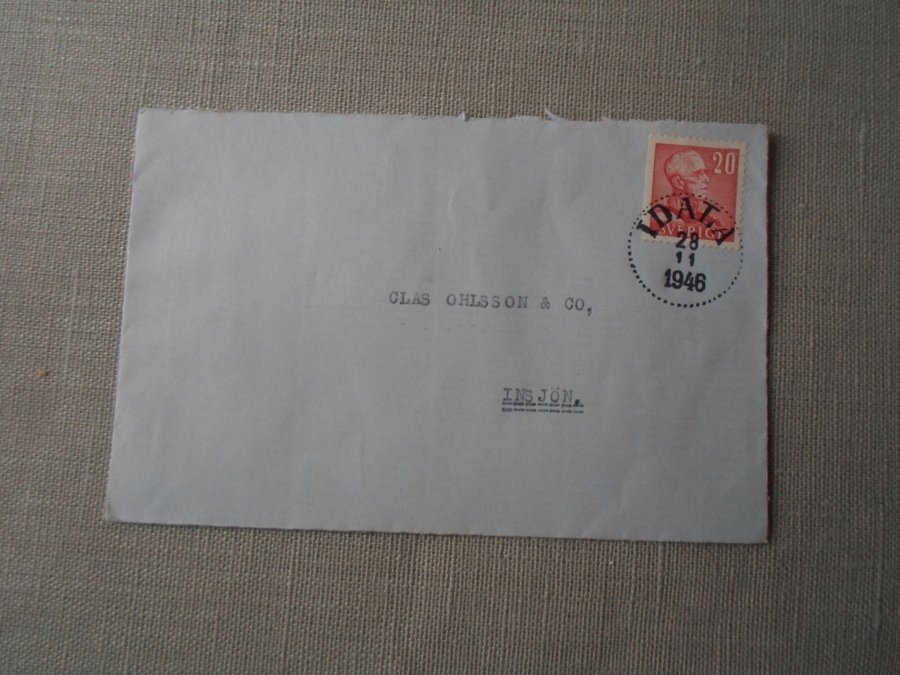 20
SVERIGE
IDALA
28
11
1946
CLAS OHLSSON & CO,
INSJÖN.